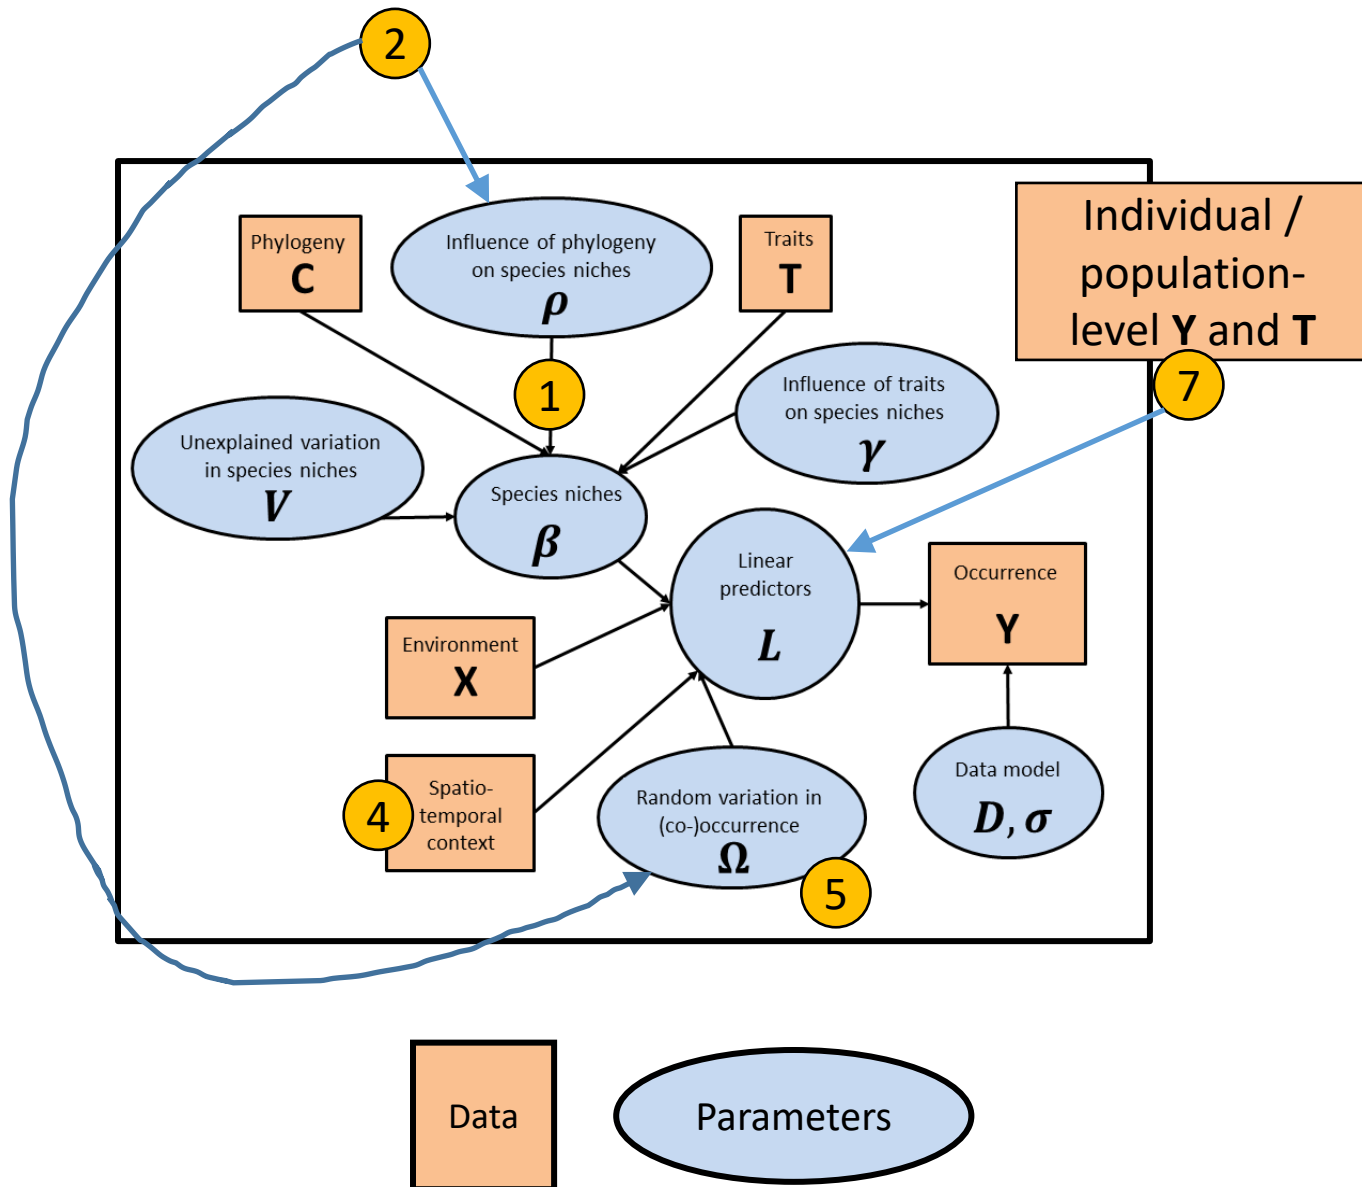 2
Individual /
population-
level Y and T
7
Phylogeny
C
Influence of phylogeny
on species niches
ρ
Traits
T
1
Influence of traits
on species niches
γ
Unexplained variation
in species niches
V
Species niches
β
Linear
predictors
L
Occurrence
Y
Environment
X
4
Spatio-
temporal
context
Random variation in
(co-)occurrence
Ω
5
Data model
D, σ
Data
Parameters